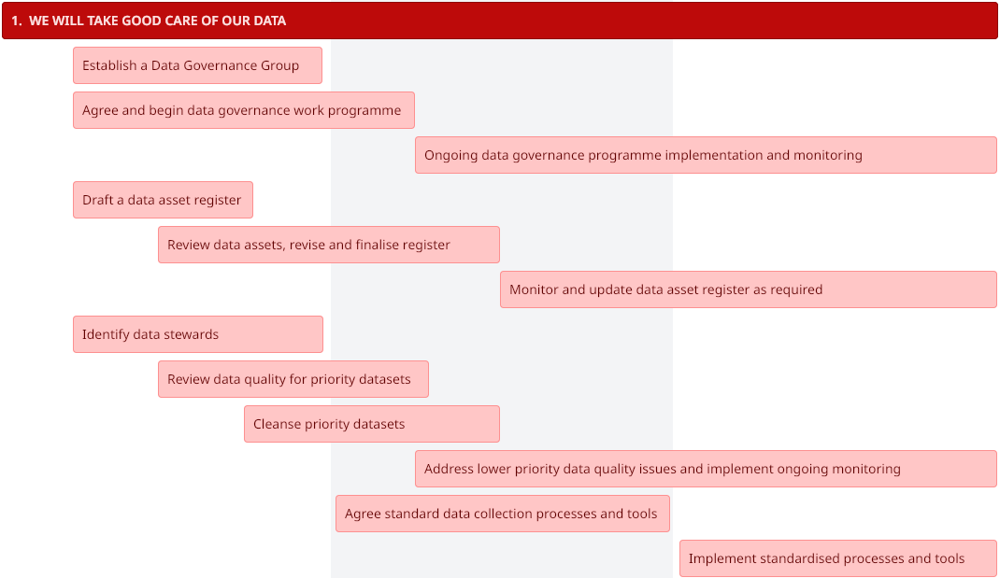 1. WE WILL TAKE GOOD CARE OF OUR DATA
Establish a Data Governance Group
Agree and begin data governance work programme
Ongoing data governance programme implementation and monitoring
Draft a data asset register
Review data assets, revise and finalise register
Monitor and update data asset register as required
Identify data stewards
Review data quality for priority datasets
Cleanse priority datasets
Address lower priority data quality issues and implement ongoing monitoring
Agree standard data collection processes and tools
Implement standardised processes and tools